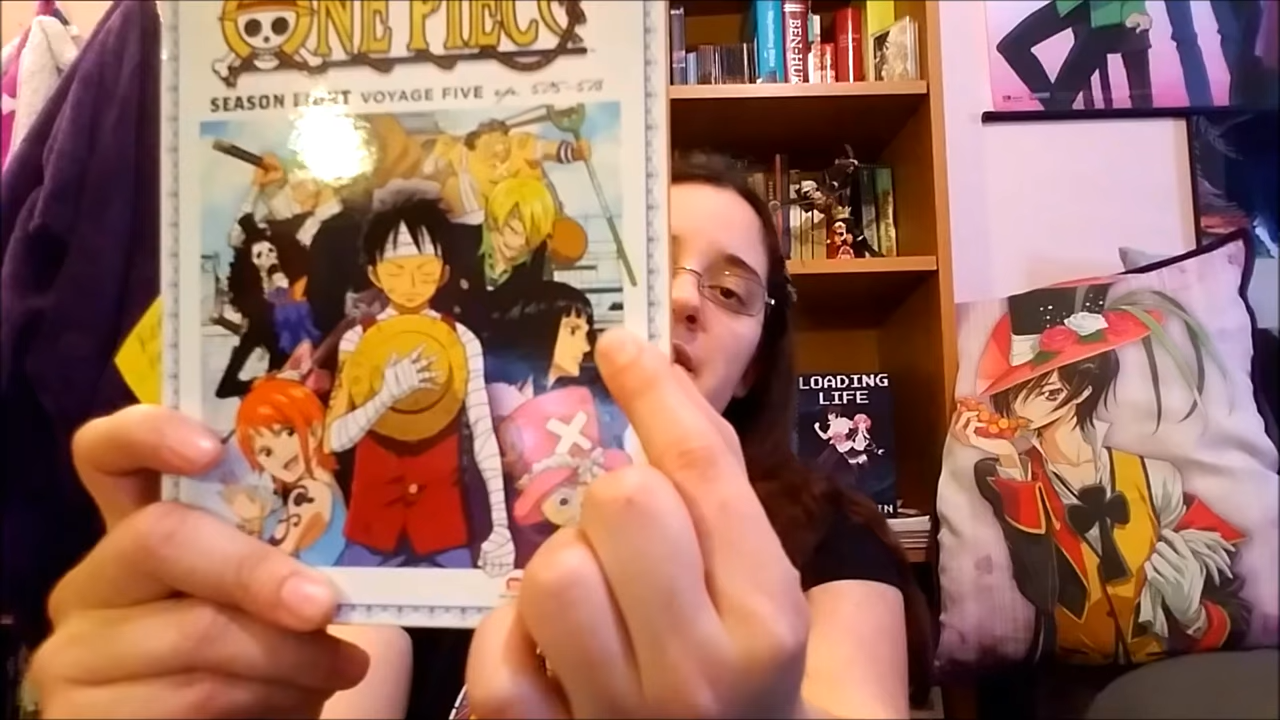 ONE PIECE
SEASON EIGHT VOYAGE FIVE
BEN-HUR
LOADING
LIFE